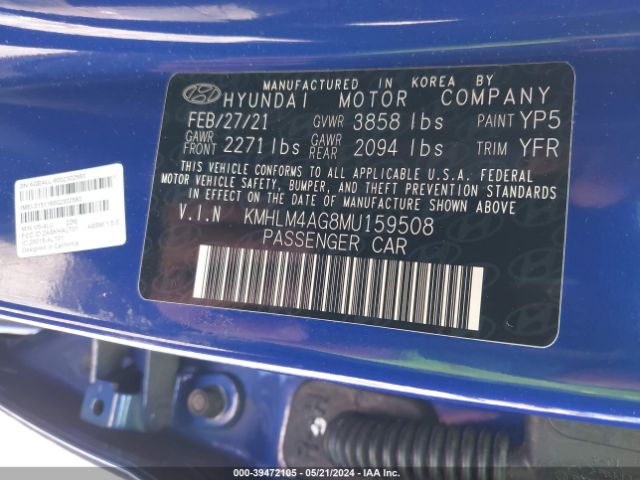 MANUFACTURED IN KOREA BY
HYUNDAI MOTOR COMPANY
FEB/27/21 GVWR 3858 lbs PAINT YP5
GAWR FRONT 2271 lbs GAWR REAR 2094 lbs TRIM YFR
THIS VEHICLE CONFORMS TO ALL APPLICABLE U.S.A. FEDERAL
MOTOR VEHICLE SAFETY, BUMPER, AND THEFT PREVENTION STANDARDS
IN EFFECT ON THE DATE OF MANUFACTURE SHOWN ABOVE.
V.I.N KMHLM4AG8MU159508
PASSENGER CAR
000-39472105 - 05/21/2024 - IAA Inc.